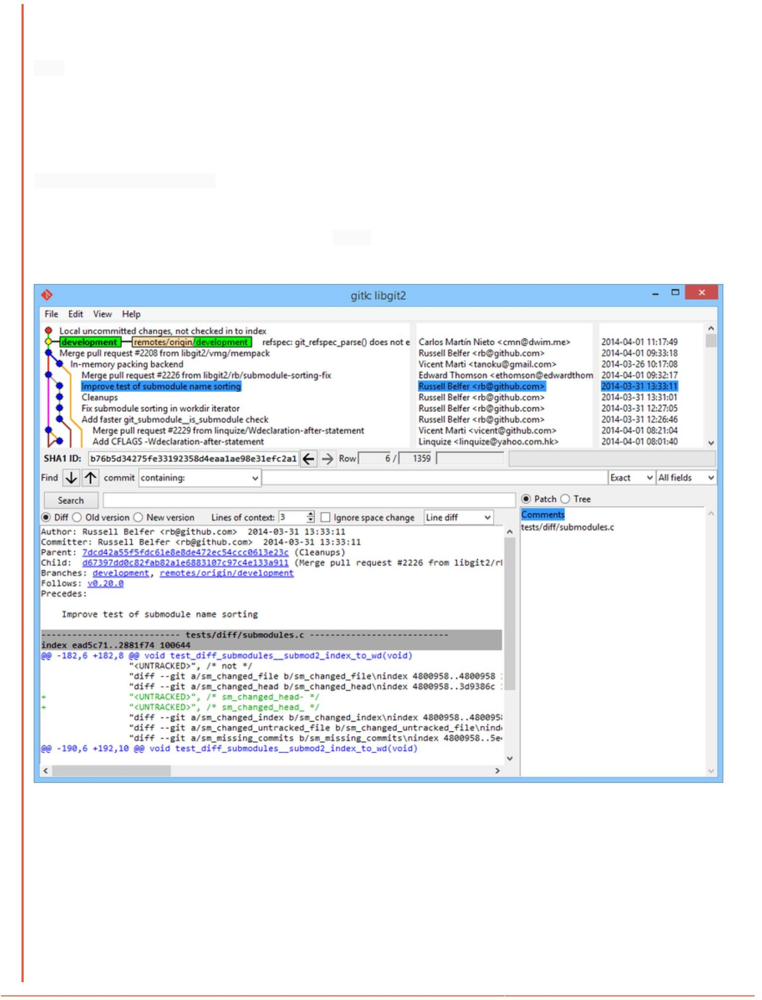 gitk: libgit2
File Edit View Help
Local uncommitted changes, not checked in to index
development remotes/origin/development refspec: git_refspec_parse() does not e Carlos Martín Nieto <cmn@dwim.me> 2014-04-01 11:17:49
Merge pull request #2208 from libgit2/vmg/mempack Russell Belfer <rb@github.com> 2014-04-01 09:33:18
In-memory packing backend Vicent Marti <tanoku@gmail.com> 2014-03-26 10:17:08
Merge pull request #2226 from libgit2/rb/submodule-sorting-fix Edward Thomson <ethomson@edwardthom 2014-04-01 09:32:17
Improve test of submodule name sorting Russell Belfer <rb@github.com> 2014-03-31 13:33:11
Cleanups Russell Belfer <rb@github.com> 2014-03-31 13:31:01
Fix submodule sorting in workdir iterator Russell Belfer <rb@github.com> 2014-03-31 12:27:05
Add faster git_submodule__is_submodule check Russell Belfer <rb@github.com> 2014-03-31 12:26:46
Merge pull request #2229 from linquize/Wdeclaration-after-statement Vicent Marti <vicent@github.com> 2014-04-01 08:21:04
Add CFLAGS -Wdeclaration-after-statement Linquize <linquize@yahoo.com.hk> 2014-04-01 08:01:40
SHA1 ID: b76b5d34275fe33192358d4eaa1ae98e31efc2a1 Row 6 / 1359
Find commit containing: Exact All fields
Search Patch Tree
Diff Old version New version Lines of context: 3 Ignore space change Line diff
Comments
tests/diff/submodules.c
Author: Russell Belfer <rb@github.com> 2014-03-31 13:33:11
Committer: Russell Belfer <rb@github.com> 2014-03-31 13:33:11
Parent: 7dcd42a55f5fdc61e8e8de472ec54ccc0613e23c (Cleanups)
Child: d67397dd0c82fab82a1e6883107c97c4e133a911 (Merge pull request #2226 from libgit2/rl
Branches: development, remotes/origin/development
Follows: v0.20.0
Precedes:
Improve test of submodule name sorting
--------------------------- tests/diff/submodules.c ---------------------------
index ead5c71..2881f74 100644
@@ -182,6 +182,8 @@ void test_diff_submodules__submod2_index_to_wd(void)
"<UNTRACKED>", /* not */
"diff --git a/sm_changed_file b/sm_changed_file\nindex 4800958..4800958
"diff --git a/sm_changed_head b/sm_changed_head\nindex 4800958..3d9386c
+ "<UNTRACKED>", /* sm_changed_head- */
+ "<UNTRACKED>", /* sm_changed_head_ */
"diff --git a/sm_changed_index b/sm_changed_index\nindex 4800958..480095
"diff --git a/sm_changed_untracked_file b/sm_changed_untracked_file\nind
"diff --git a/sm_missing_commits b/sm_missing_commits\nindex 4800958..5e
@@ -190,6 +192,10 @@ void test_diff_submodules__submod2_index_to_wd(void)